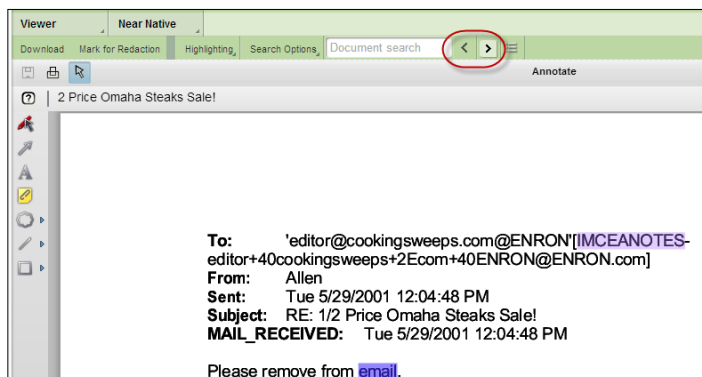 Viewer Near Native
Download Mark for Redaction Highlighting Search Options Document search < >
Annotate
2 Price Omaha Steaks Sale!
To: 'editor@cookingsweeps.com@ENRON'[IMCEANOTES-
editor+40cookingsweeps+2Ecom+40ENRON@ENRON.com]
From: Allen
Sent: Tue 5/29/2001 12:04:48 PM
Subject: RE: 1/2 Price Omaha Steaks Sale!
MAIL_RECEIVED: Tue 5/29/2001 12:04:48 PM
Please remove from email.